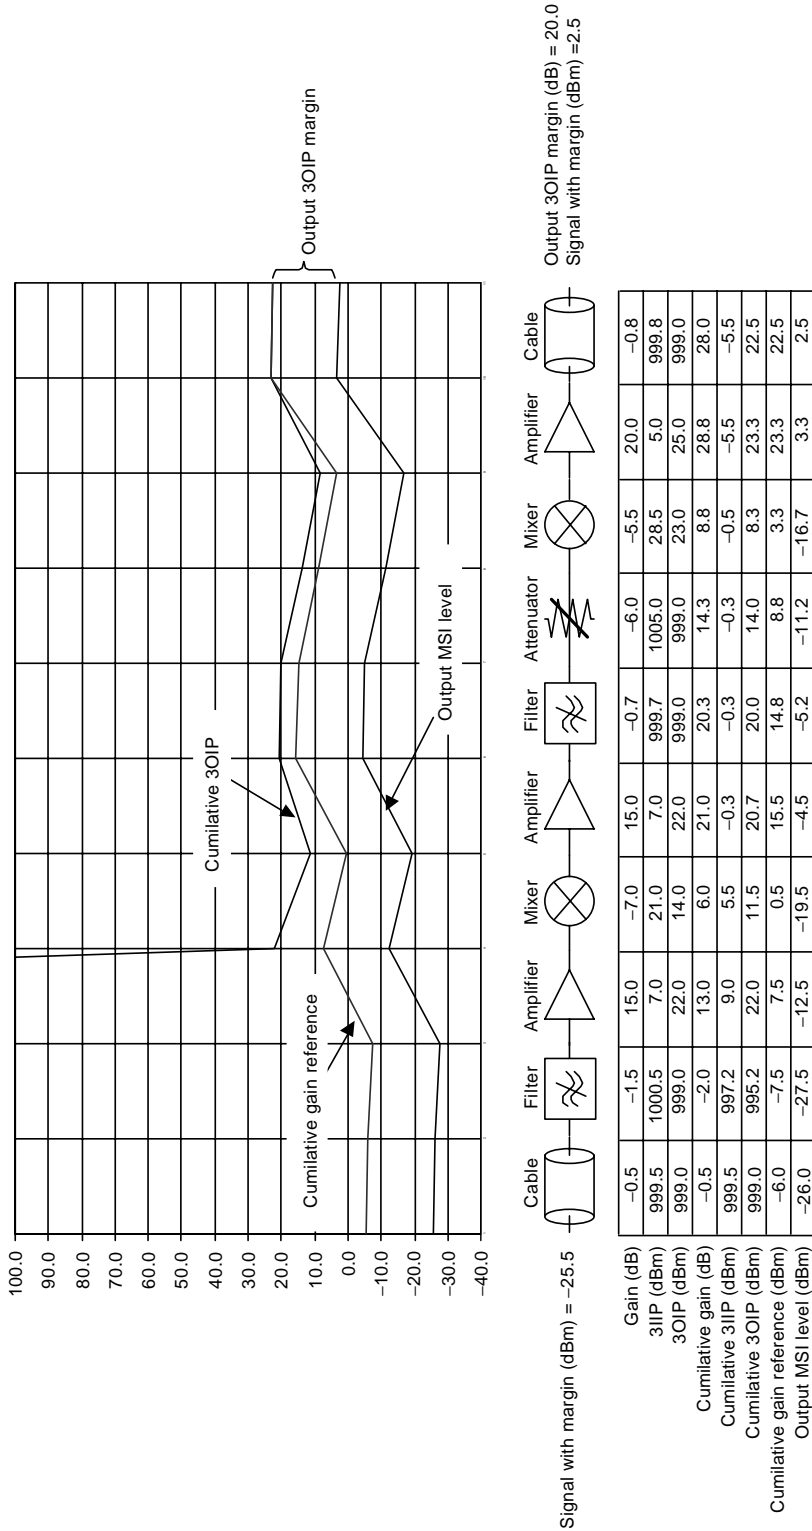 100.0
90.0
80.0
70.0
60.0
50.0
40.0
30.0
20.0
10.0
0.0
−10.0
−20.0
−30.0
−40.0
Cumilative gain reference
Cumilative 3OIP
Output MSI level
Output 3OIP margin
Signal with margin (dBm) = −25.5
Cable Filter Amplifier Mixer Amplifier Filter Attenuator Mixer Amplifier Cable
Output 3OIP margin (dB) = 20.0
Signal with margin (dBm) =2.5
Gain (dB) −0.5 −1.5 15.0 −7.0 15.0 −0.7 −6.0 −5.5 20.0 −0.8
3IIP (dBm) 999.5 1000.5 7.0 21.0 7.0 999.7 1005.0 28.5 5.0 999.8
3OIP (dBm) 999.0 999.0 22.0 14.0 22.0 999.0 999.0 23.0 25.0 999.0
Cumilative gain (dB) −0.5 −2.0 13.0 6.0 21.0 20.3 14.3 8.8 28.8 28.0
Cumilative 3IIP (dBm) 999.5 997.2 9.0 5.5 −0.3 −0.3 −0.3 −0.5 −5.5 −5.5
Cumilative 3OIP (dBm) 999.0 995.2 22.0 11.5 20.7 20.0 14.0 8.3 23.3 22.5
Cumilative gain reference (dBm) −6.0 −7.5 7.5 0.5 15.5 14.8 8.8 3.3 23.3 22.5
Output MSI level (dBm) −26.0 −27.5 −12.5 −19.5 −4.5 −5.2 −11.2 −16.7 3.3 2.5